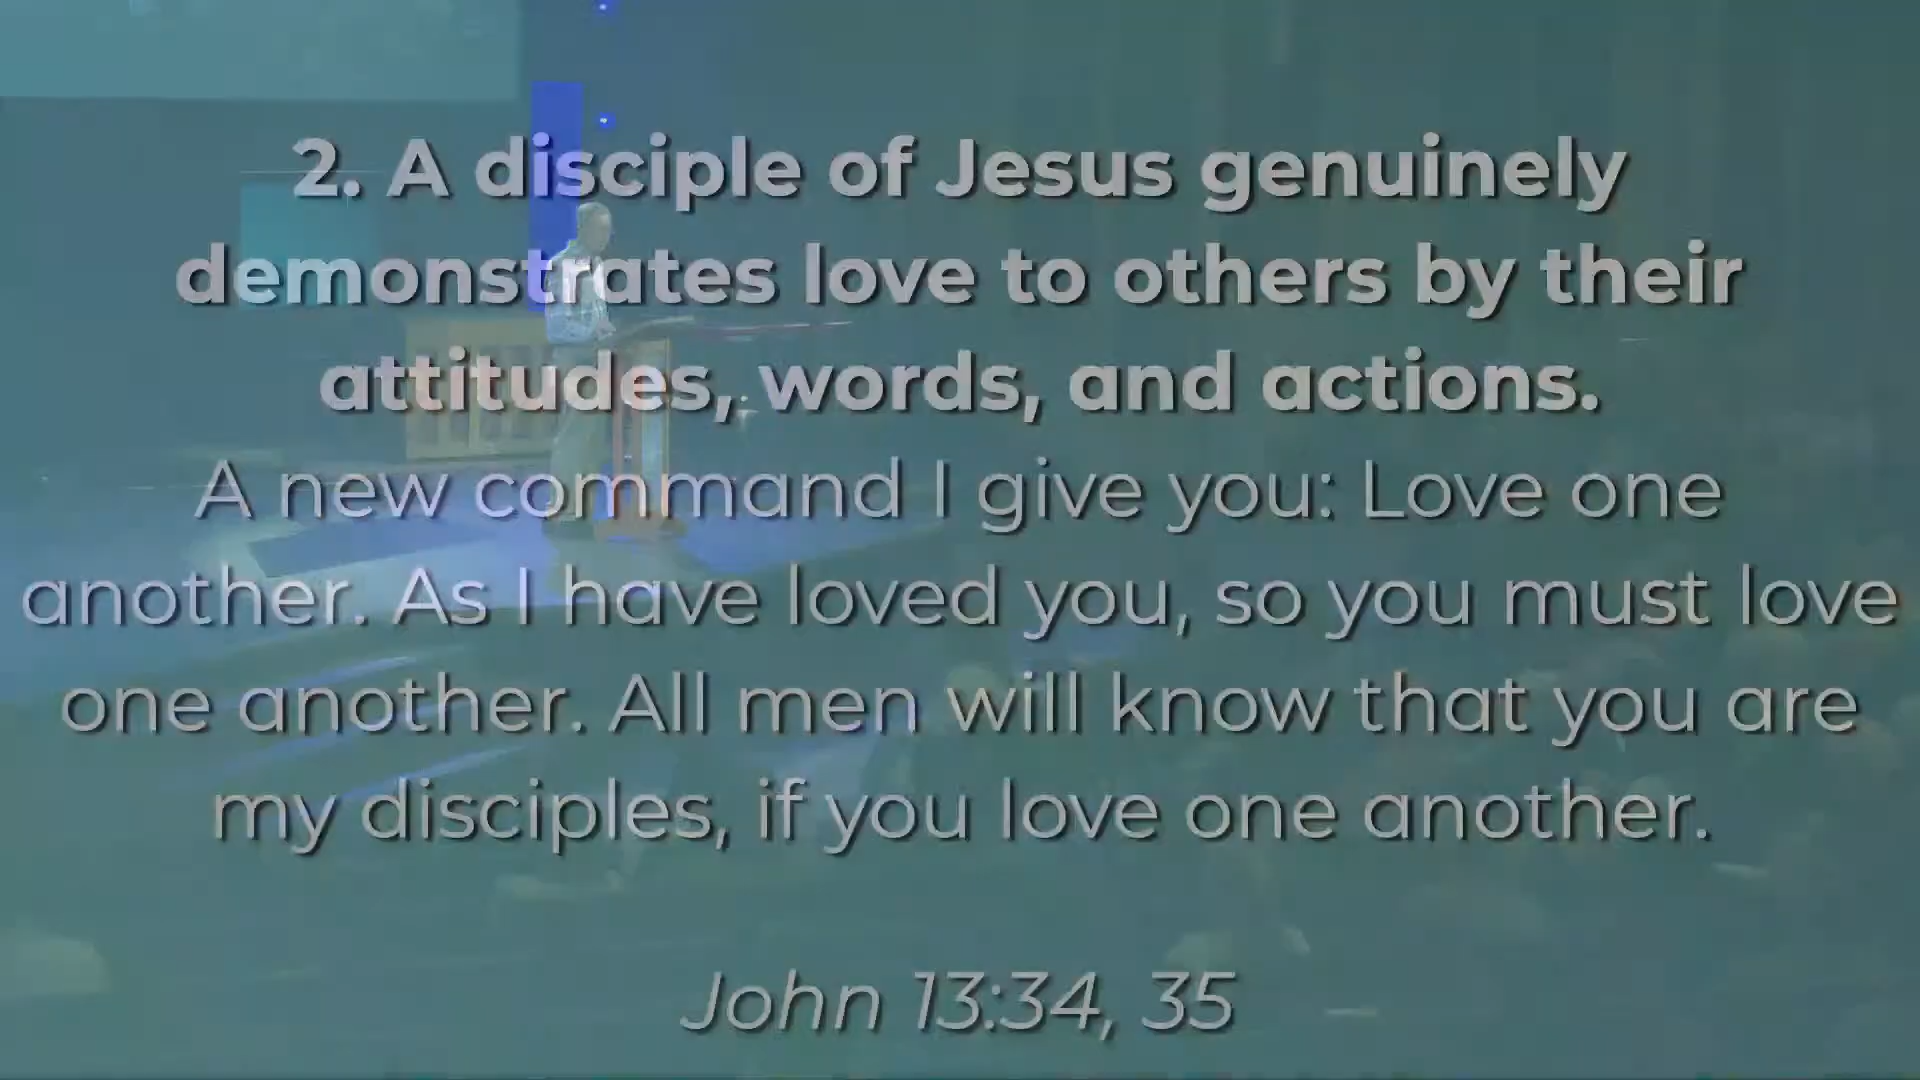 2. A disciple of Jesus genuinely
demonstrates love to others by their
attitudes, words, and actions.
A new command I give you: Love one
another. As I have loved you, so you must love
one another. All men will know that you are
my disciples, if you love one another.
John 13:34, 35